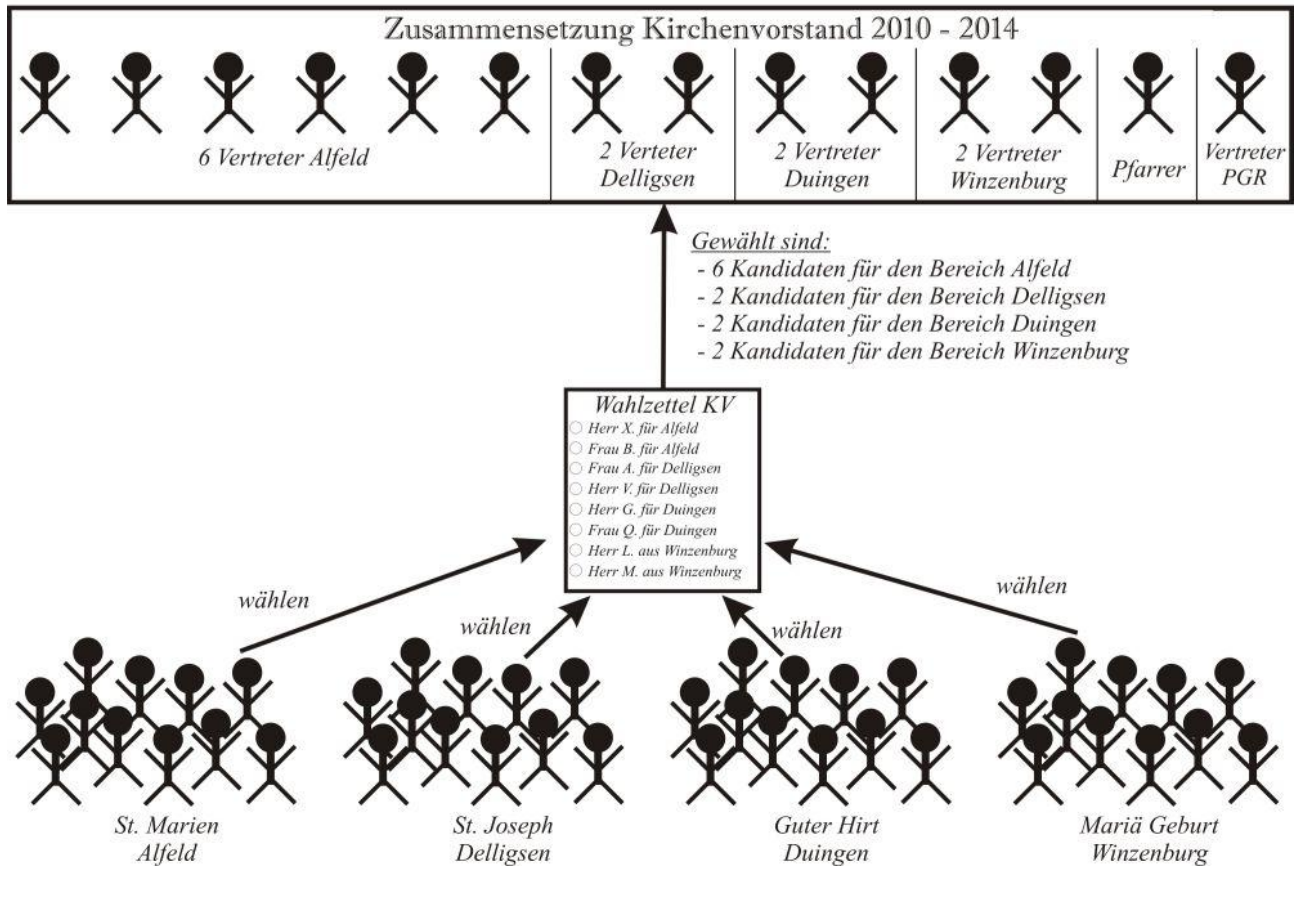 Zusammensetzung Kirchenvorstand 2010 - 2014
6 Vertreter Alfeld
2 Verteter
Delligsen
2 Vertreter
Duingen
2 Vertreter
Winzenburg
Pfarrer
Vertreter
PGR
Gewählt sind:
- 6 Kandidaten für den Bereich Alfeld
- 2 Kandidaten für den Bereich Delligsen
- 2 Kandidaten für den Bereich Duingen
- 2 Kandidaten für den Bereich Winzenburg
Wahlzettel KV
Herr X. für Alfeld
Frau B. für Alfeld
Frau A. für Delligsen
Herr V. für Delligsen
Herr G. für Duingen
Frau Q. für Duingen
Herr L. aus Winzenburg
Herr M. aus Winzenburg
wählen
wählen
wählen
wählen
St. Marien
Alfeld
St. Joseph
Delligsen
Guter Hirt
Duingen
Mariä Geburt
Winzenburg